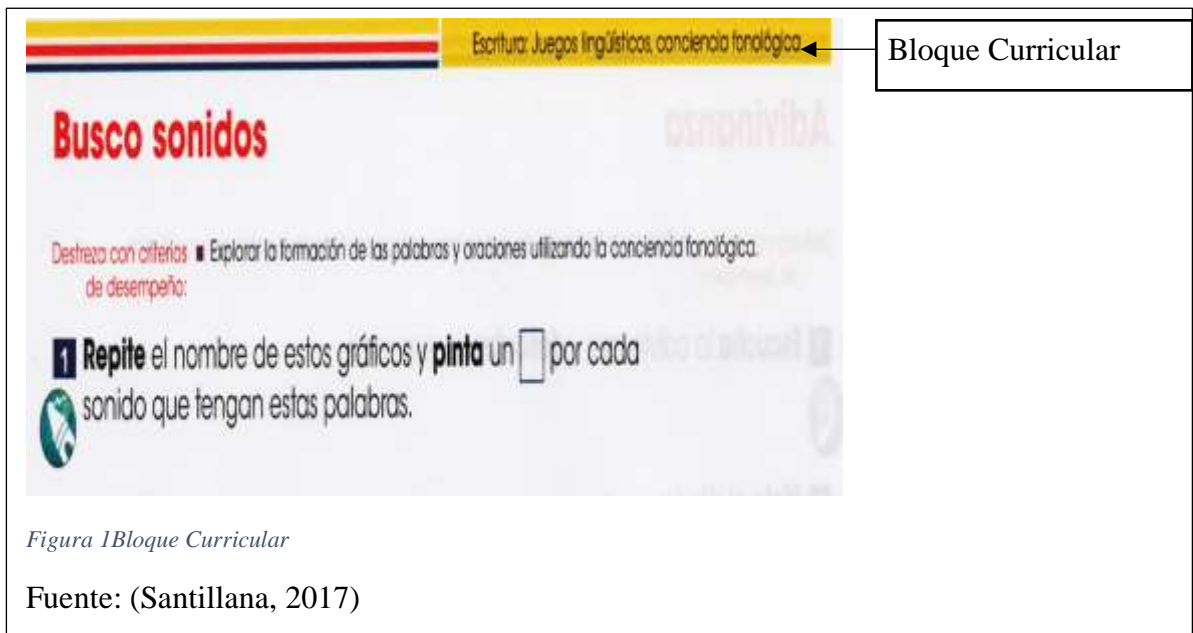 Escritura: Juegos lingüísticos, conciencia fonológica.
Bloque Curricular
Busco sonidos
Adivinanza
Destreza con criterios ■ Explorar la formación de las palabras y oraciones utilizando la conciencia fonológica.
de desempeño:
1 Repite el nombre de estos gráficos y pinta un por cada
sonido que tengan estas palabras.
Figura 1Bloque Curricular
Fuente: (Santillana, 2017)